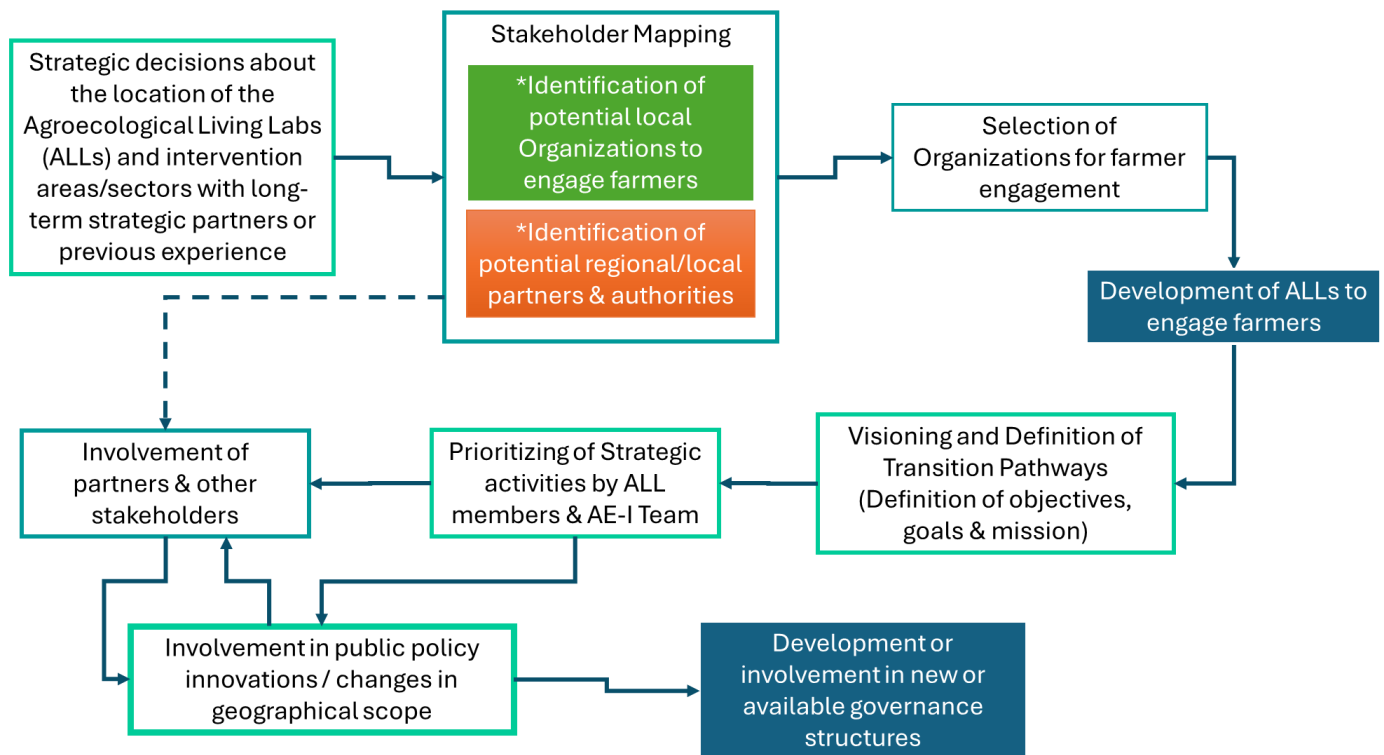 Strategic decisions about
the location of the
Agroecological Living Labs
(ALLs) and intervention
areas/sectors with long-
term strategic partners or
previous experience
Stakeholder Mapping
*Identification of
potential local
Organizations to
engage farmers
*Identification of
potential regional/local
partners & authorities
Selection of
Organizations for farmer
engagement
Development of ALLs to
engage farmers
Visioning and Definition of
Transition Pathways
(Definition of objectives,
goals & mission)
Prioritizing of Strategic
activities by ALL
members & AE-I Team
Involvement of
partners & other
stakeholders
Involvement in public policy
innovations / changes in
geographical scope
Development or
involvement in new or
available governance
structures